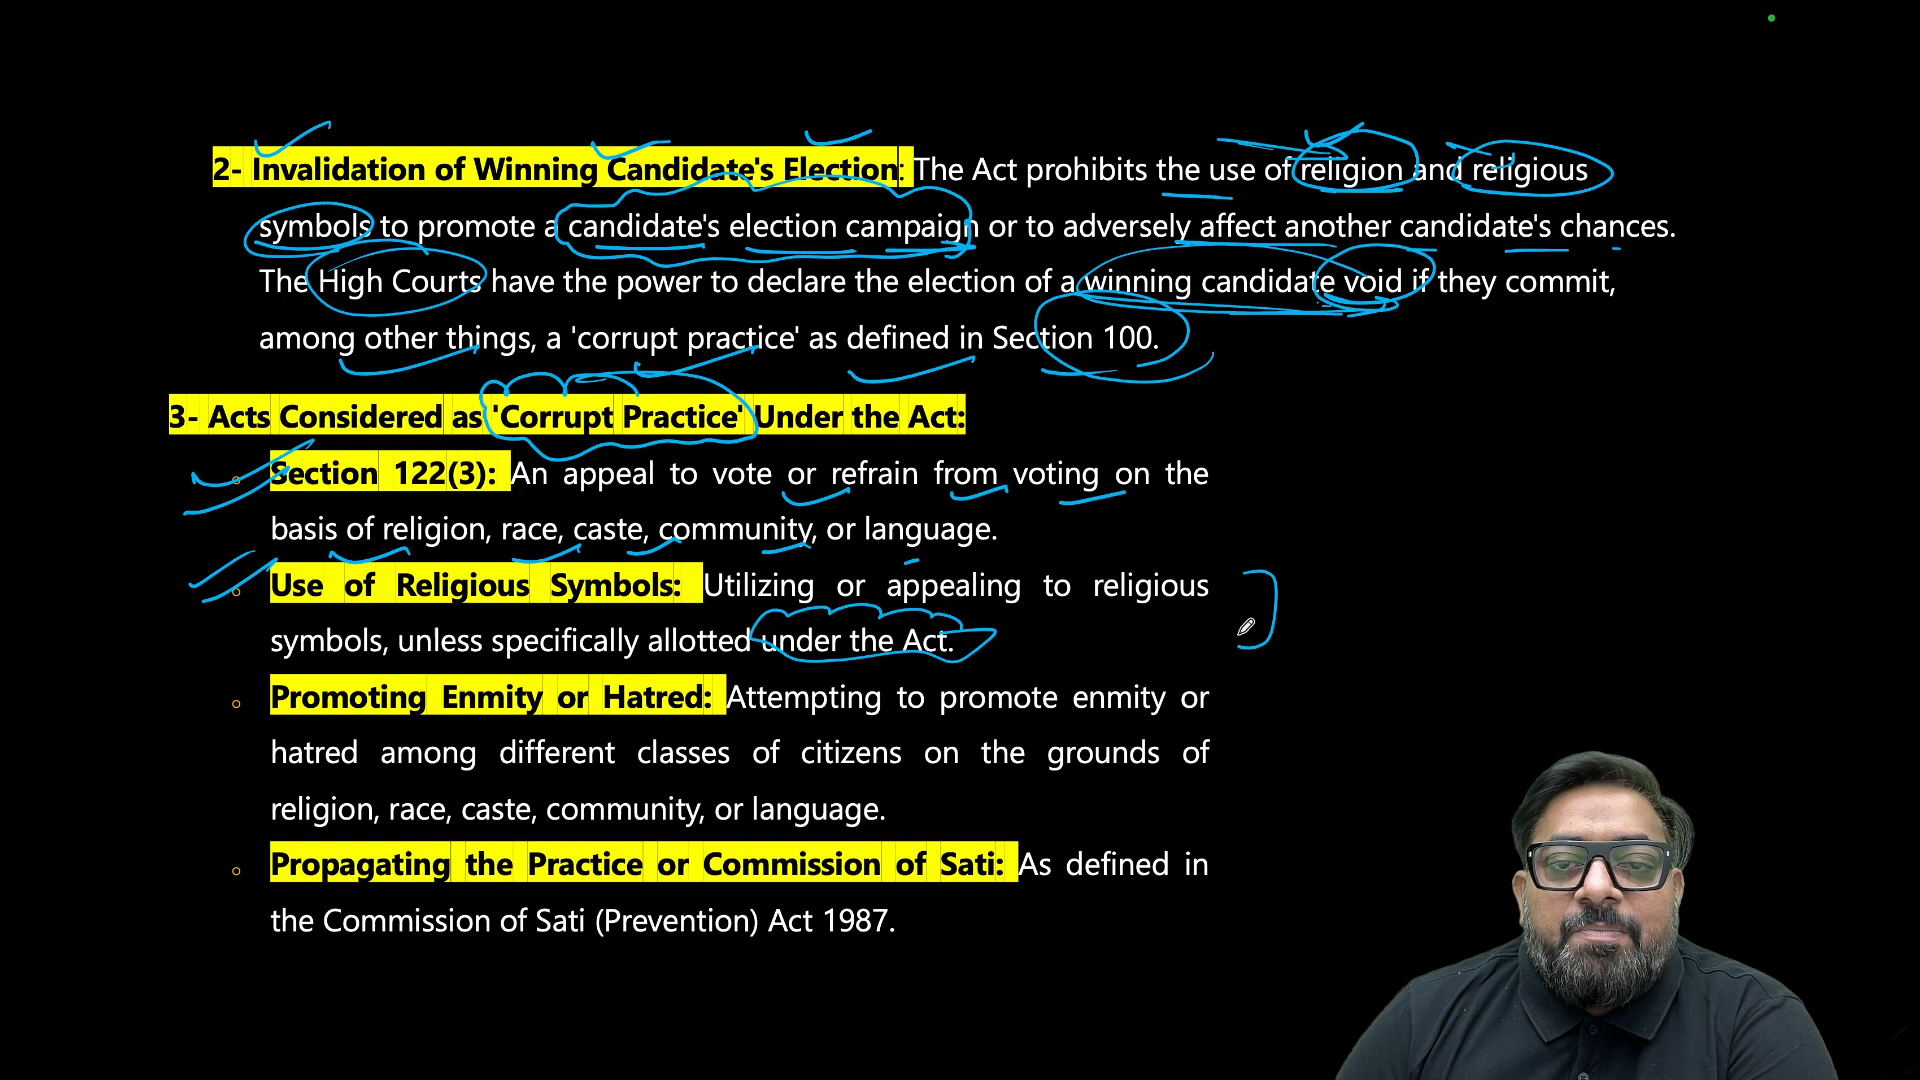 2- Invalidation of Winning Candidate's Election: The Act prohibits the use of religion and religious
symbols to promote a candidate's election campaign or to adversely affect another candidate's chances.
The High Courts have the power to declare the election of a winning candidate void if they commit,
among other things, a 'corrupt practice' as defined in Section 100.
3- Acts Considered as 'Corrupt Practice' Under the Act:
Section 122(3): An appeal to vote or refrain from voting on the
basis of religion, race, caste, community, or language.
Use of Religious Symbols: Utilizing or appealing to religious
symbols, unless specifically allotted under the Act.
Promoting Enmity or Hatred: Attempting to promote enmity or
hatred among different classes of citizens on the grounds of
religion, race, caste, community, or language.
Propagating the Practice or Commission of Sati: As defined in
the Commission of Sati (Prevention) Act 1987.